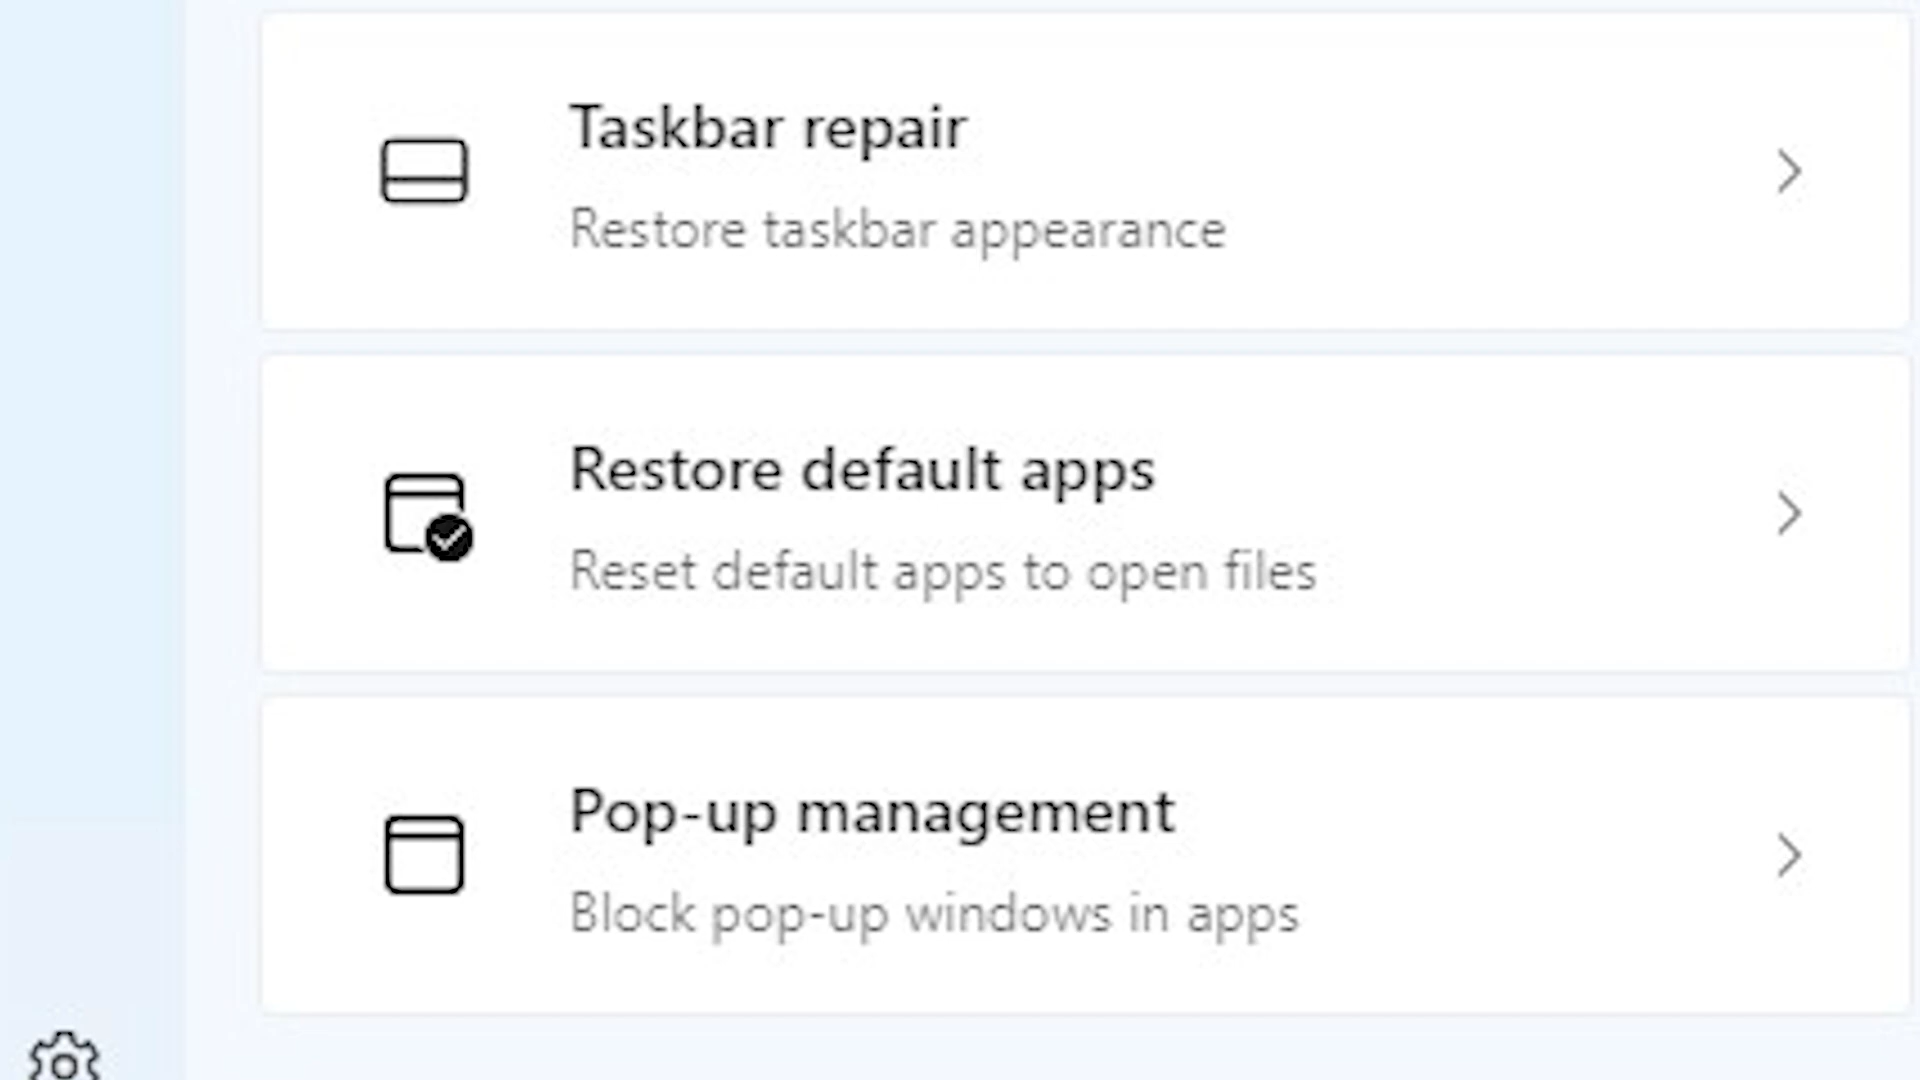 Taskbar repair
Restore taskbar appearance
Restore default apps
Reset default apps to open files
Pop-up management
Block pop-up windows in apps